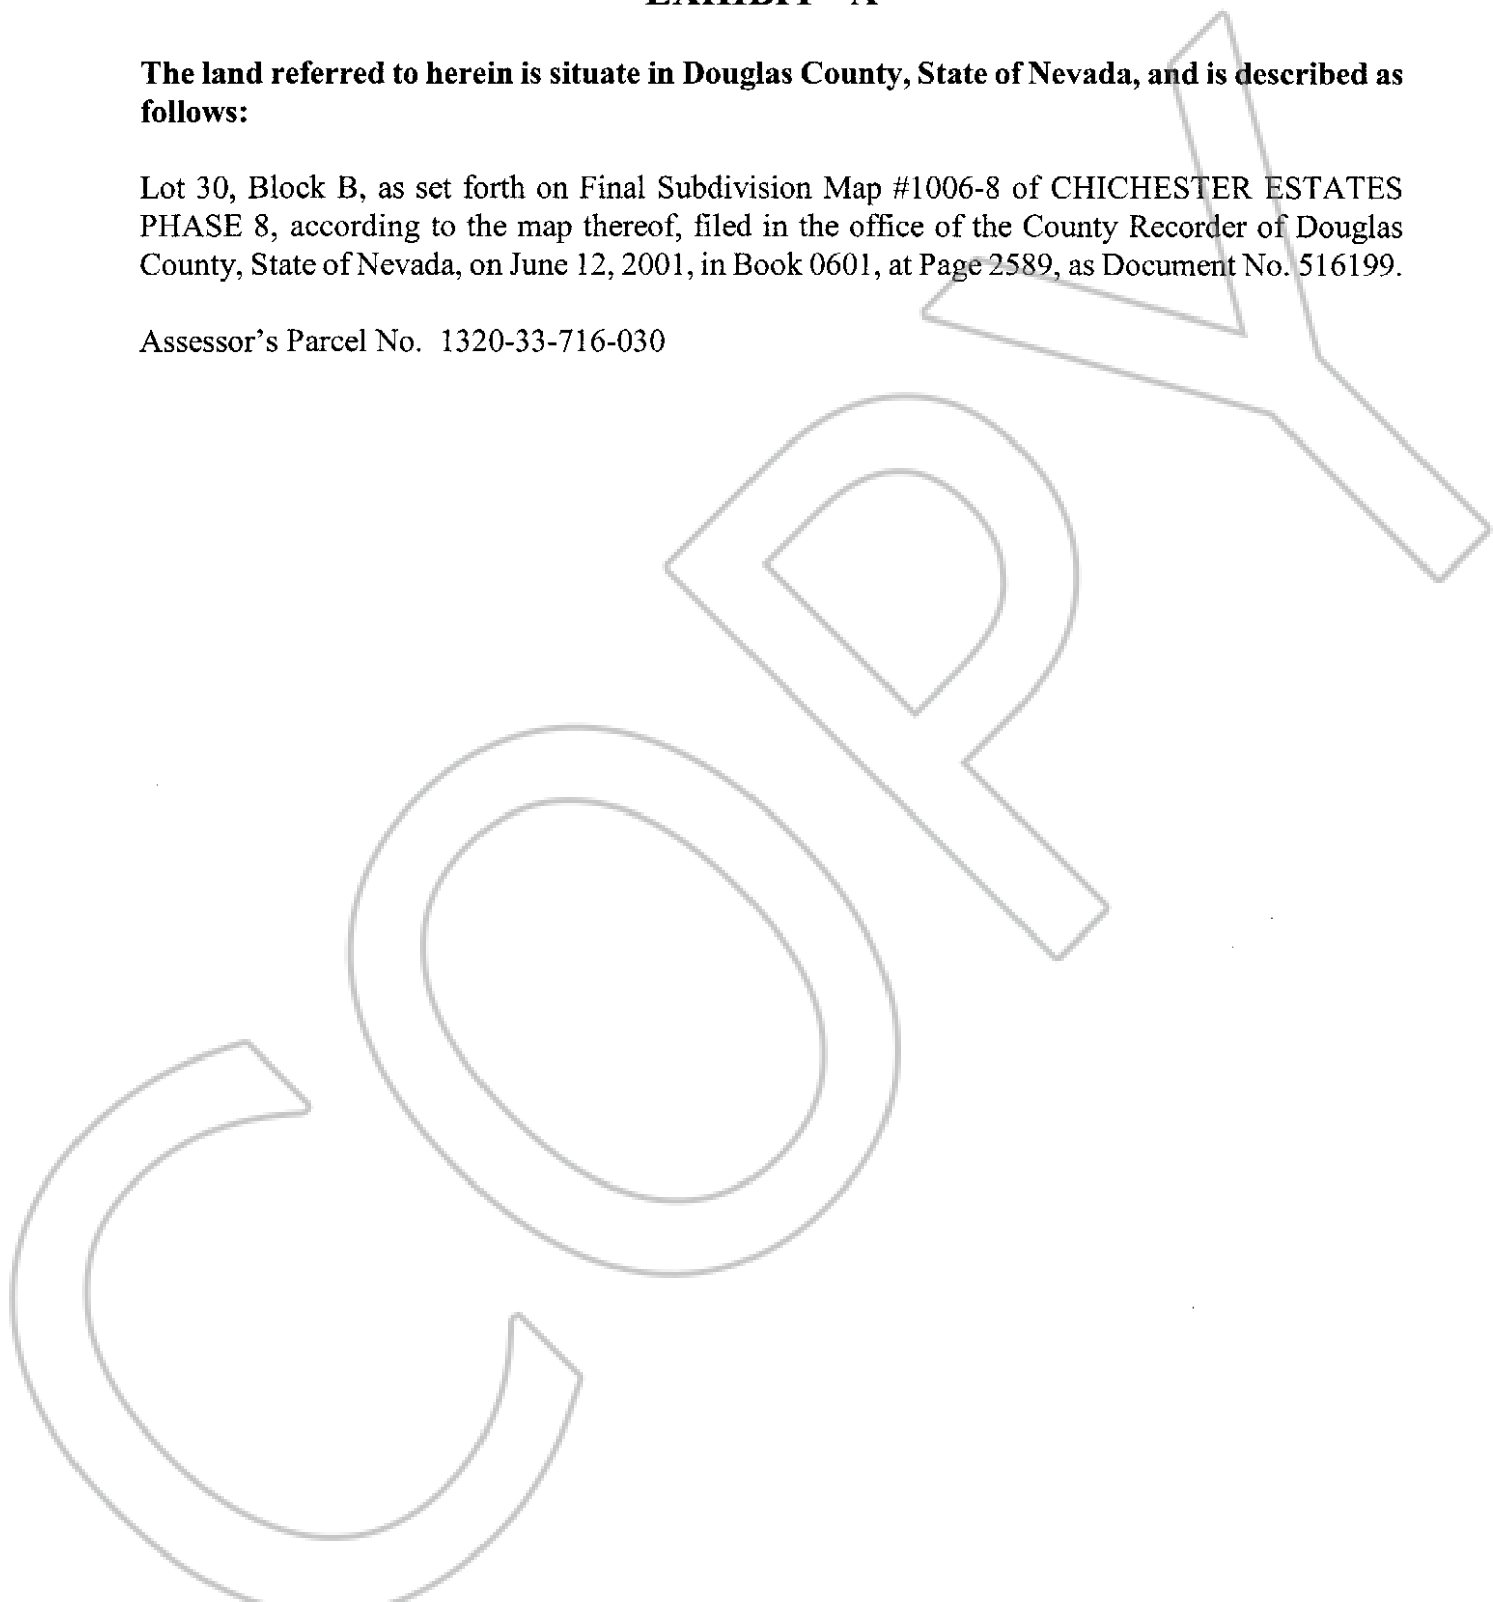 EXHIBIT "A"
The land referred to herein is situate in Douglas County, State of Nevada, and is described as
follows:
Lot 30, Block B, as set forth on Final Subdivision Map #1006-8 of CHICHESTER ESTATES
PHASE 8, according to the map thereof, filed in the office of the County Recorder of Douglas
County, State of Nevada, on June 12, 2001, in Book 0601, at Page 2589, as Document No. 516199.
Assessor's Parcel No. 1320-33-716-030
COPY